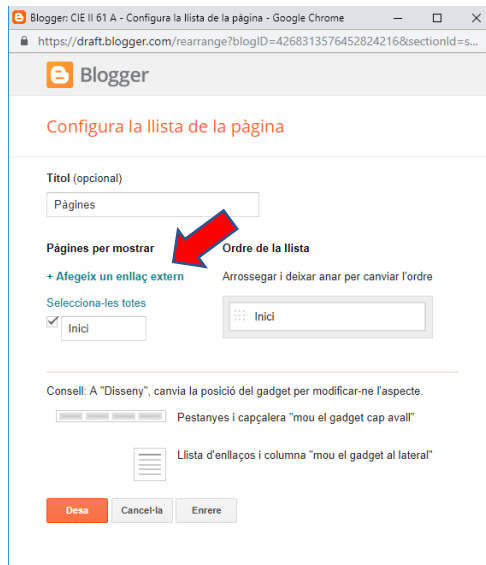 Blogger: CIE II 61 A - Configura la llista de la pàgina - Google Chrome
https://draft.blogger.com/rearrange?blogID=4268313576452824216&sectionId=s...
Blogger
Configura la llista de la pàgina
Títol (opcional)
Pàgines
Pàgines per mostrar
Ordre de la llista
+ Afegeix un enllaç extern
Arrossegar i deixar anar per canviar l'ordre
Selecciona-les totes
Inici
Inici
Consell: A "Disseny", canvia la posició del gadget per modificar-ne l'aspecte.
Pestanyes i capçalera "mou el gadget cap avall"
Llista d'enllaços i columna "mou el gadget al lateral"
Desa
Cancel·la
Enrere